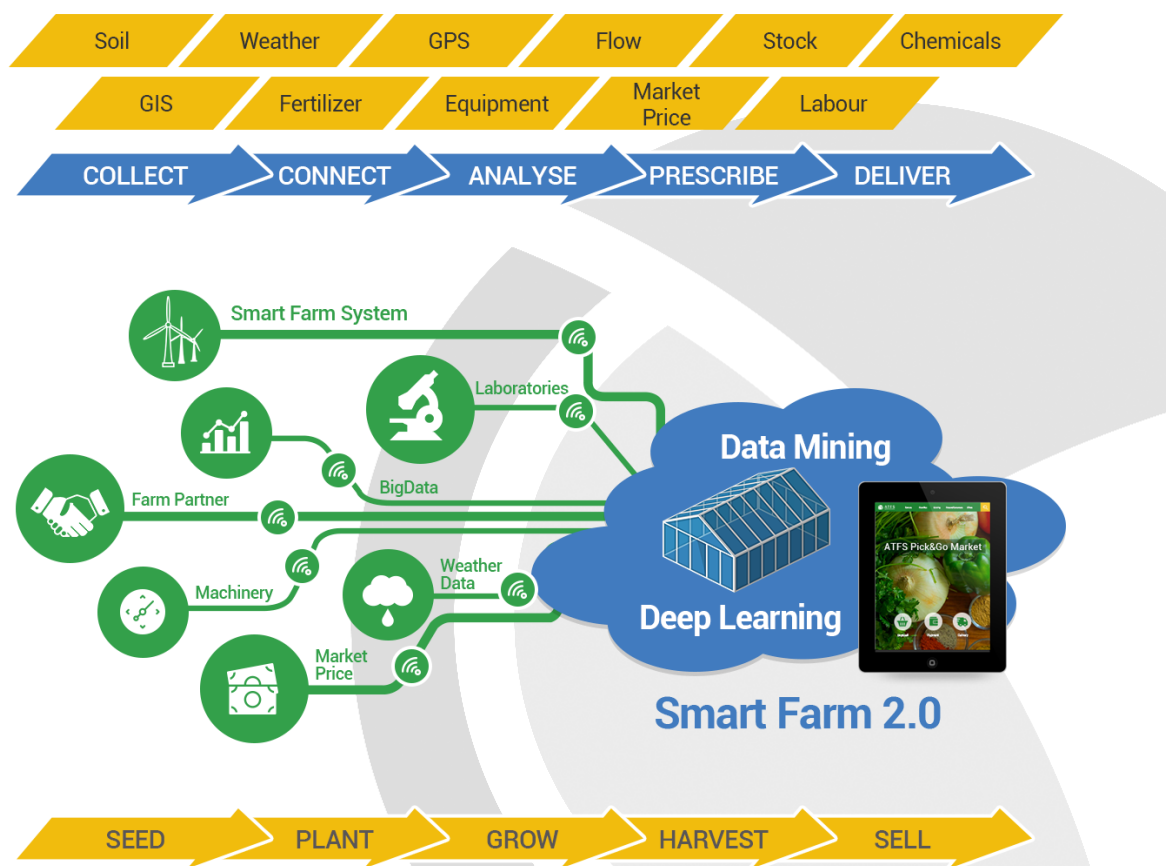 Soil
Weather
GPS
Flow
Stock
Chemicals
GIS
Fertilizer
Equipment
Market
Price
Labour
COLLECT
CONNECT
ANALYSE
PRESCRIBE
DELIVER
Smart Farm System
Laboratories
BigData
Farm Partner
Machinery
Weather
Data
Market
Price
Data Mining
Deep Learning
ATFS Pick&Go Market
Smart Farm 2.0
SEED
PLANT
GROW
HARVEST
SELL